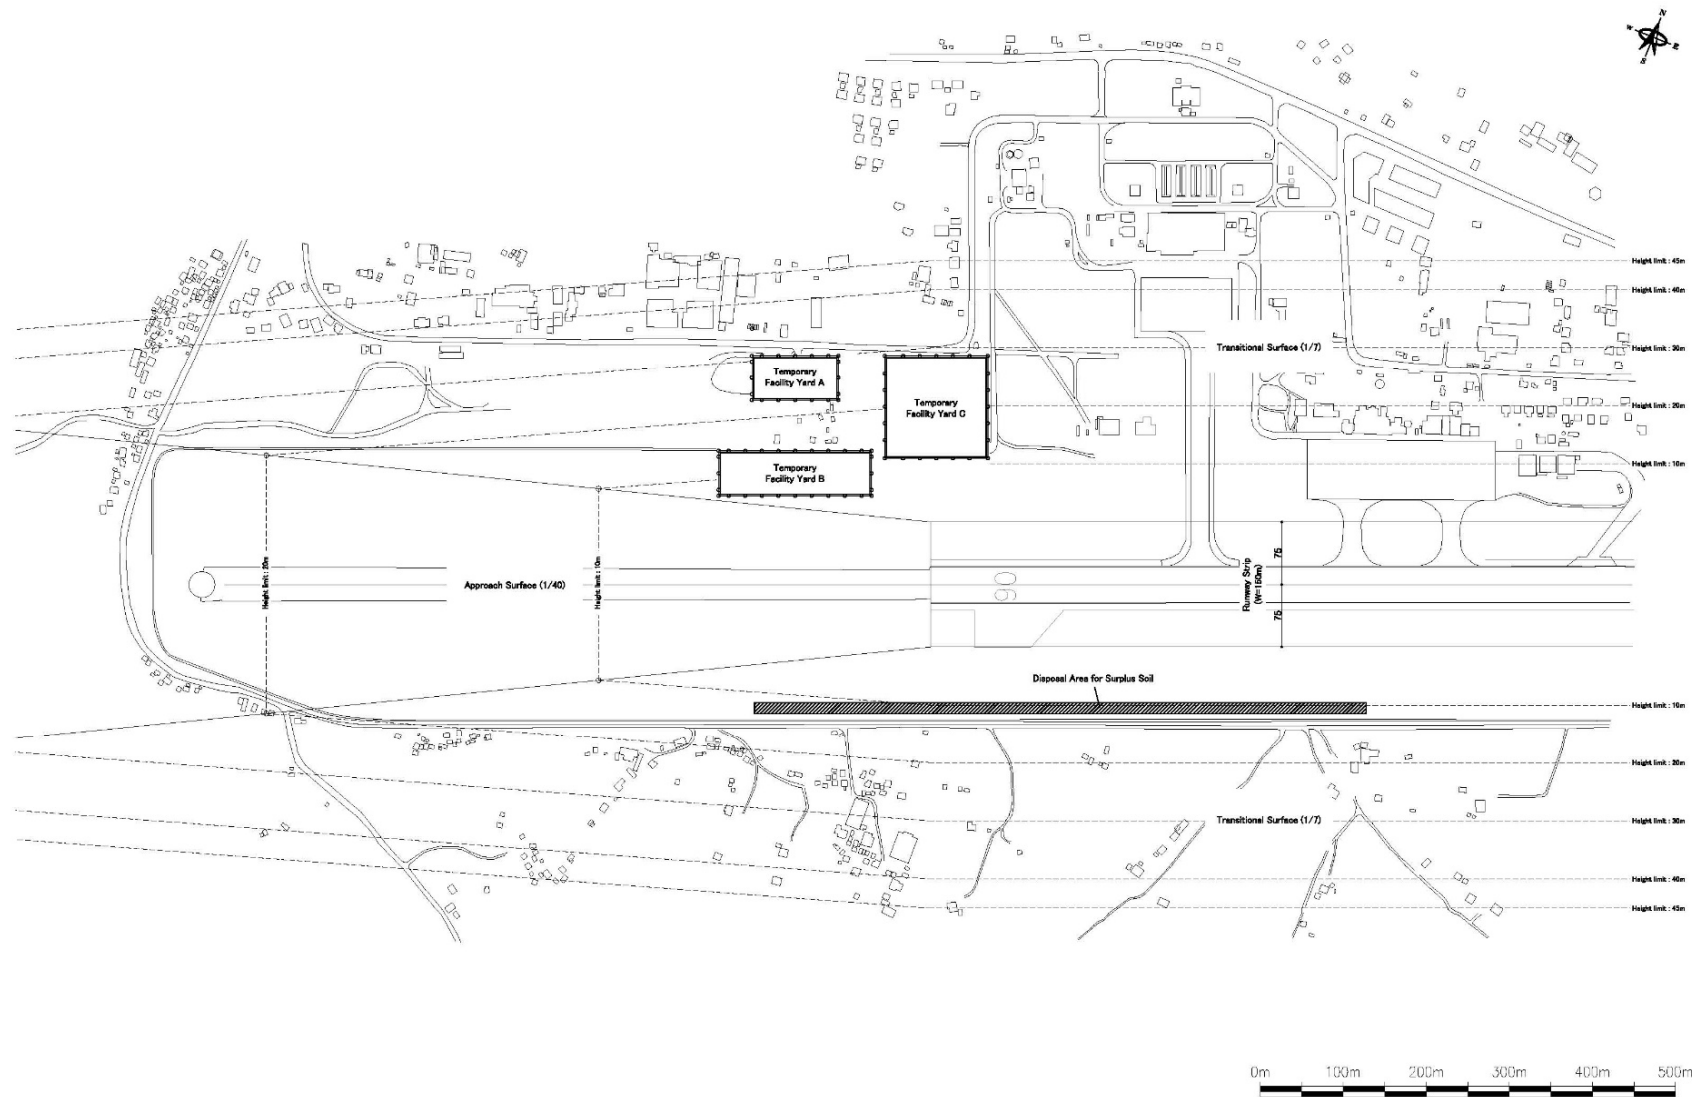 N
W
E
S
Height limit : 45m
Height limit : 40m
Transitional Surface (1/7)
Height limit : 30m
Temporary
Facility Yard A
Temporary
Facility Yard C
Height limit : 20m
Temporary
Facility Yard B
Height limit : 10m
Height limit : 20m
Approach Surface (1/40)
Height limit : 10m
Runway Strip
(W=150m)
75
75
Disposal Area for Surplus Soil
Height limit : 10m
Height limit : 20m
Transitional Surface (1/7)
Height limit : 30m
Height limit : 40m
Height limit : 45m
0m 100m 200m 300m 400m 500m